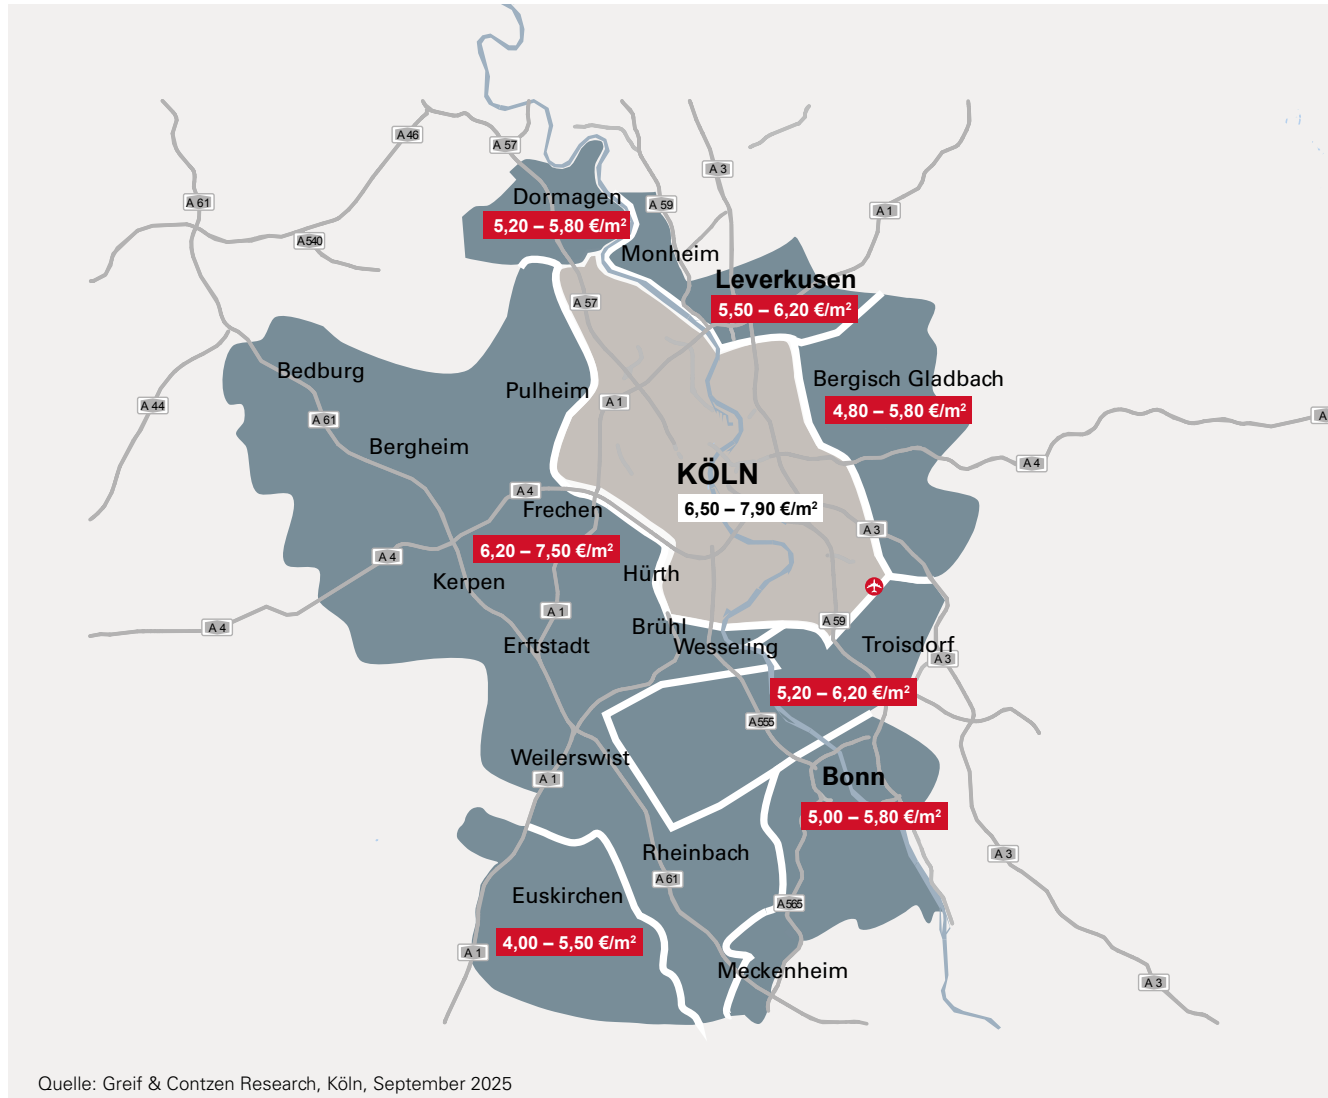 A 46
A 57
A 3
Dormagen
A 61
A 59
A 1
5,20 – 5,80 €/m²
A540
Monheim
Leverkusen
A 57
5,50 – 6,20 €/m²
Bedburg
Bergisch Gladbach
Pulheim
A 44
A 1
4,80 – 5,80 €/m²
A
A 61
Bergheim
A 4
KÖLN
A 4
Frechen
6,50 – 7,90 €/m²
A 3
6,20 – 7,50 €/m²
A 4
Hürth
Kerpen
A 1
A 59
A 4
Brühl
Erftstadt
Wesseling
Troisdorf
A 3
5,20 – 6,20 €/m²
A555
Weilerswist
A 1
Bonn
5,00 – 5,80 €/m²
Rheinbach
A 3
A 61
Euskirchen
A565
4,00 – 5,50 €/m²
A 1
Meckenheim
A 3
Quelle: Greif & Contzen Research, Köln, September 2025